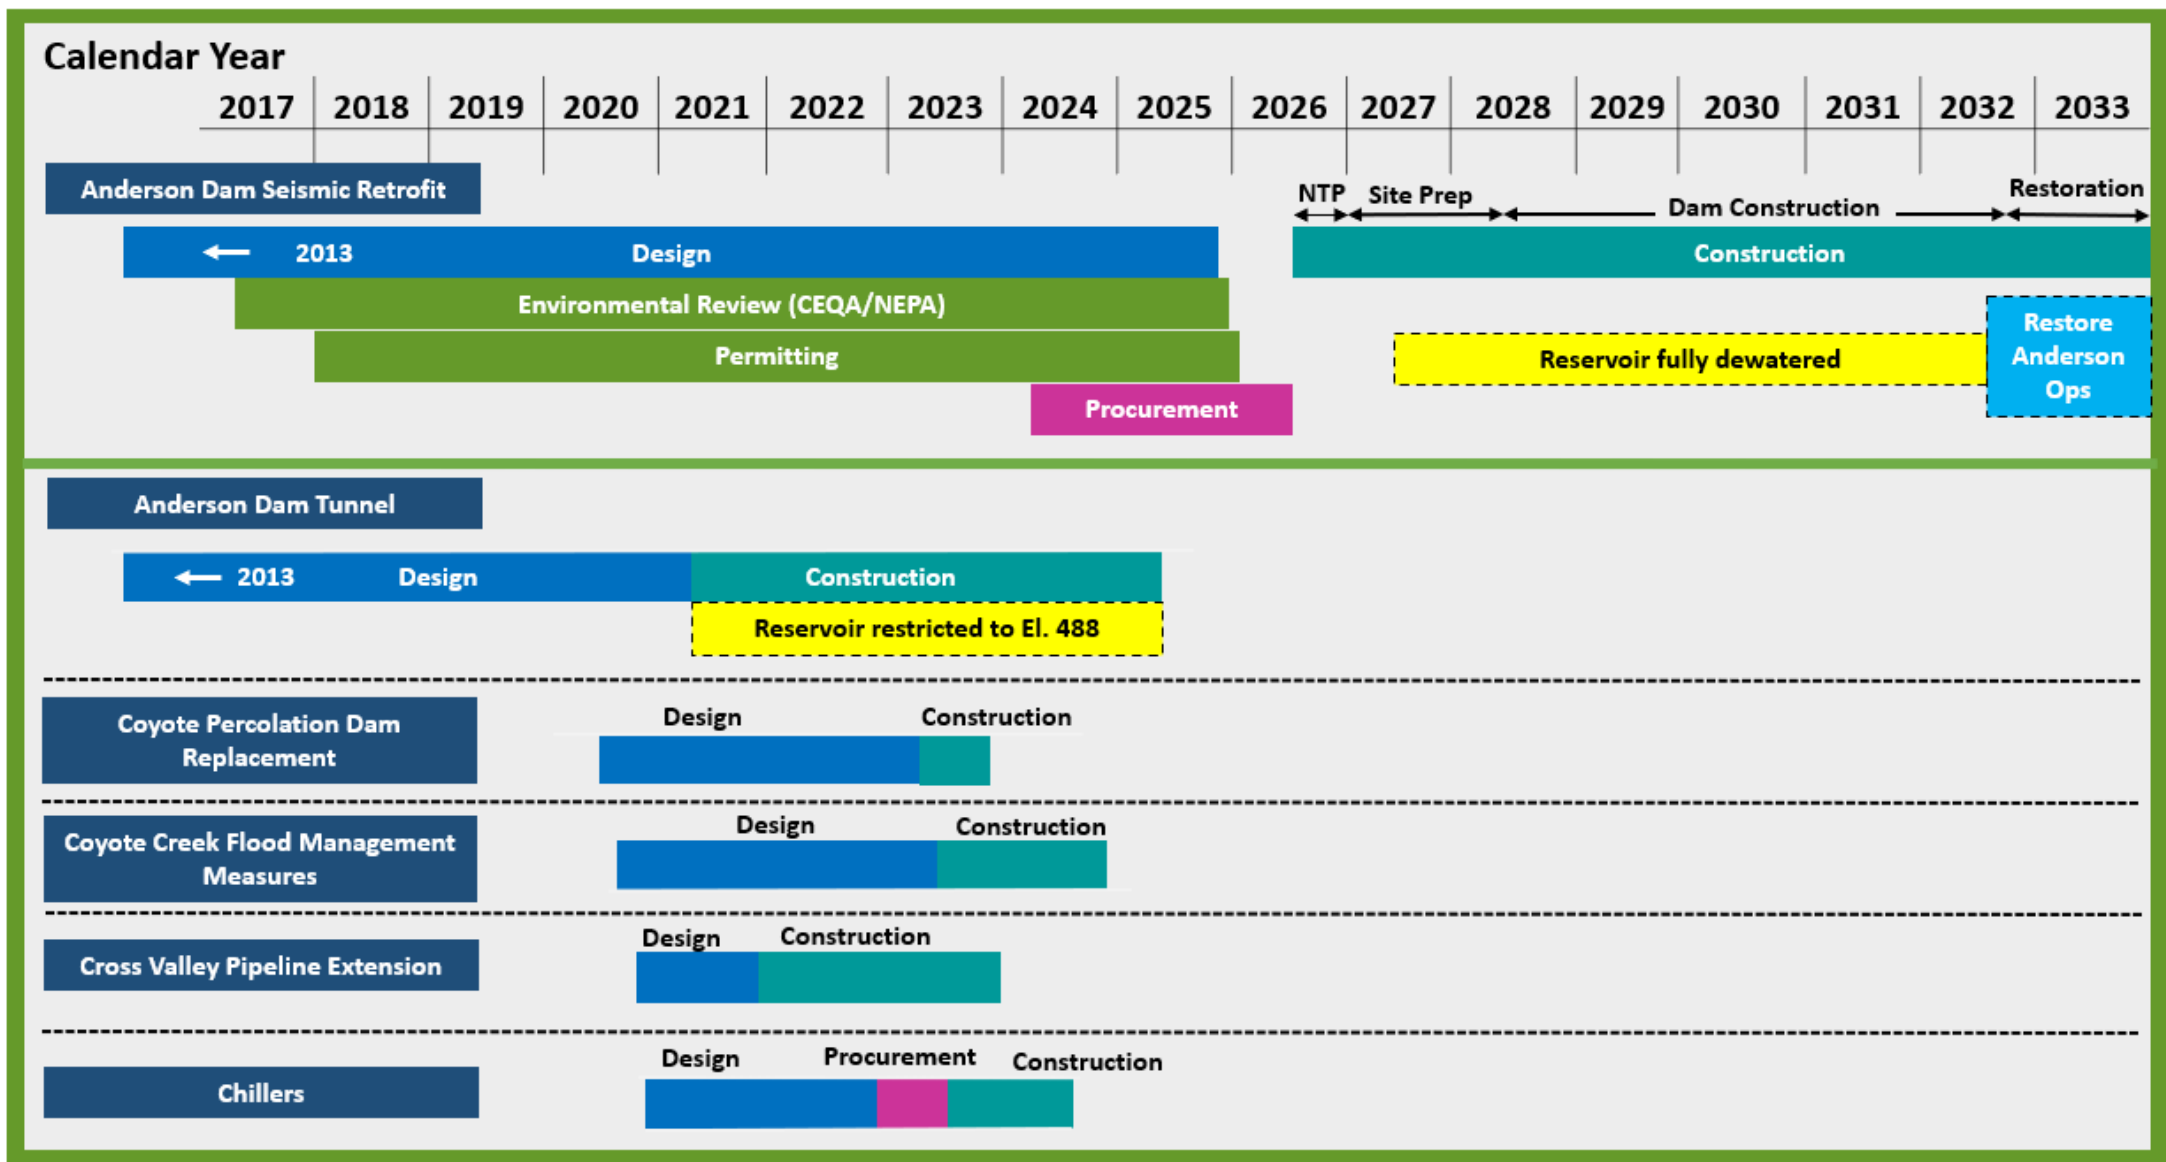 Calendar Year
2017 2018 2019 2020 2021 2022 2023 2024 2025 2026 2027 2028 2029 2030 2031 2032 2033
Anderson Dam Seismic Retrofit
NTP Site Prep Dam Construction Restoration
2013 Design Construction
Environmental Review (CEQA/NEPA)
Permitting
Reservoir fully dewatered
Restore
Anderson
Ops
Procurement
Anderson Dam Tunnel
2013 Design Construction
Reservoir restricted to El. 488
Coyote Percolation Dam
Replacement
Design Construction
Coyote Creek Flood Management
Measures
Design Construction
Cross Valley Pipeline Extension
Design Construction
Chillers
Design Procurement Construction